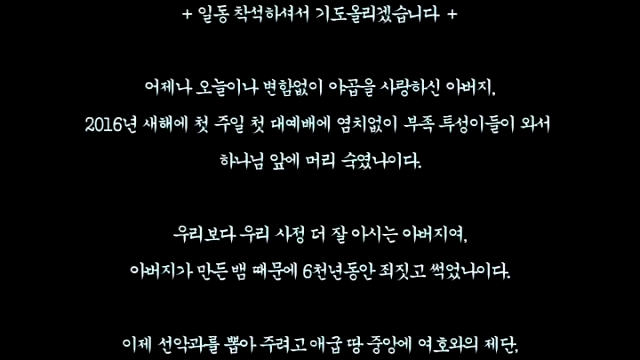 + 일동 착석하셔서 기도올리겠습니다 +
어제나 오늘이나 변함없이 야곱을 사랑하신 아버지,
2016년 새해에 첫 주일 첫 대예배에 염치없이 부족 투성이들이 와서
하나님 앞에 머리 숙였나이다.
우리보다 우리 사정 더 잘 아시는 아버지여,
아버지가 만든 뱀 때문에 6천년동안 죄짓고 썩었나이다.
이제 선악과를 뽑아 주려고 애굽 땅 중앙에 여호와의 제단,